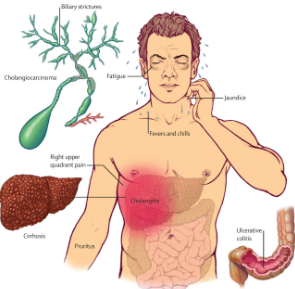 Biliary strictures
Cholangiocarcinoma
Fatigue
Jaundice
Fevers and chills
Right upper
quadrant pain
Cholangitis
Cirrhosis
Pruritus
Ulcerative
colitis